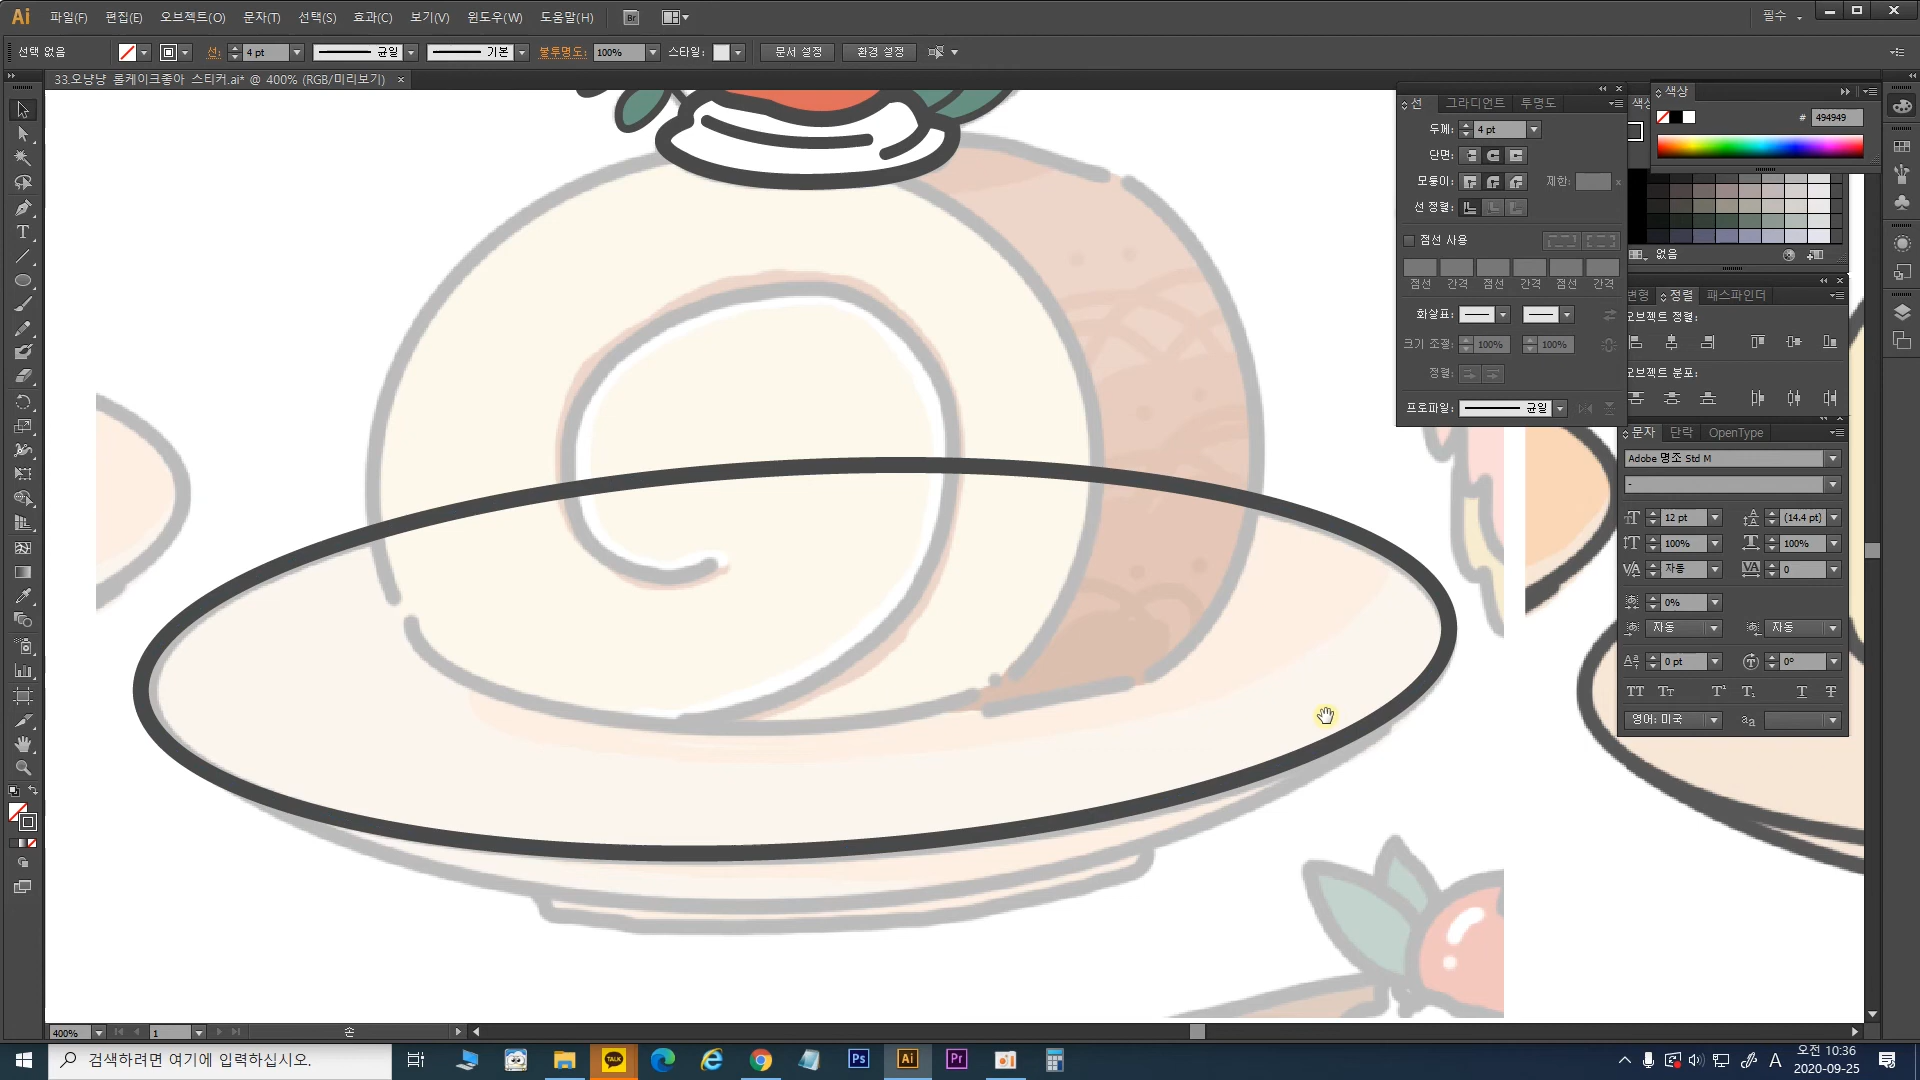 Ai 파일(F) 편집(E) 오브젝트(O) 문자(T) 선택(S) 효과(C) 보기(V) 윈도우(W) 도움말(H) Br 필수
선택 없음 선: 4 pt 균일 기본 불투명도: 100% 스타일: 문서 설정 환경 설정
33.오냥냥 롤케이크좋아 스티커.ai* @ 400% (RGB/미리보기) ×
선 그라디언트 투명도
두께: 4 pt
단면:
모퉁이: 제한: x
선 정렬:
점선 사용
점선 간격 점선 간격 점선 간격
화살표:
크기 조절: 100% 100%
정렬:
프로파일: 균일
색상
# 494949
없음
변형 정렬 패스파인더
오브젝트 정렬:
오브젝트 분포:
문자 단락 OpenType
Adobe 명조 Std M
-
12 pt (14.4 pt)
100% 100%
자동 0
0%
자동 자동
0 pt 0°
영어: 미국
400% 1 손
검색하려면 여기에 입력하십시오.
TALK Ps Ai Pr
A 오전 10:36
2020-09-25